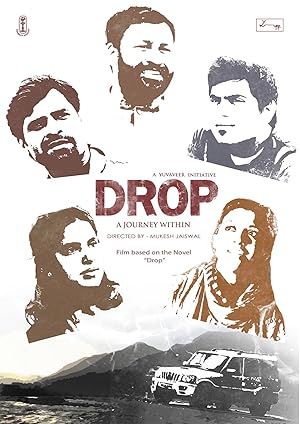 A YUVAVEER INITIATIVE
DROP
A JOURNEY WITHIN
DIRECTED BY - MUKESH JAISWAL
Film based on the Novel
"Drop"